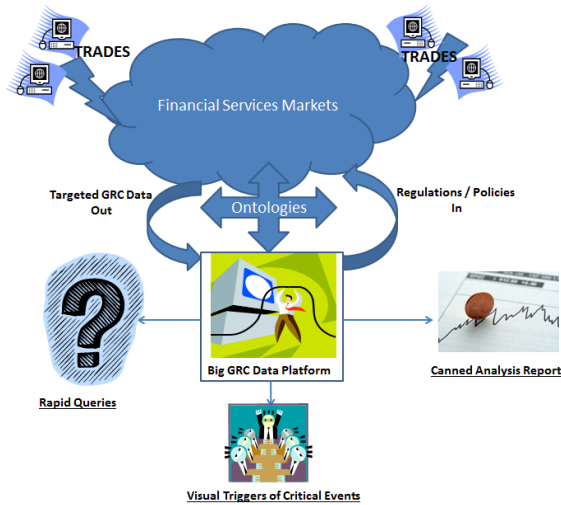 TRADES
TRADES
Financial Services Markets
Targeted GRC Data
Out
Regulations / Policies
In
Ontologies
Big GRC Data Platform
Canned Analysis Report
Rapid Queries
Visual Triggers of Critical Events